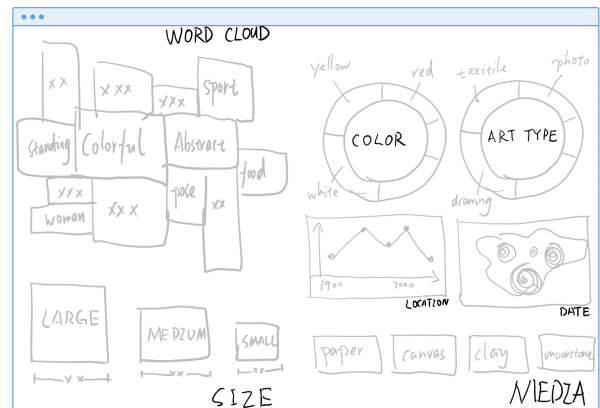 WORD CLOUD
xx
xxx
xxx
sport
standing
Colorful
Abstract
food
xxx
woman
xxx
pose
xx
LARGE
MEDIUM
SMALL
xx
xx
xx
SIZE
yellow
red
COLOR
white
textile
photo
ART TYPE
drawing
1900
2000
LOCATION
DATE
paper
canvas
clay
moonstone
MEDIA